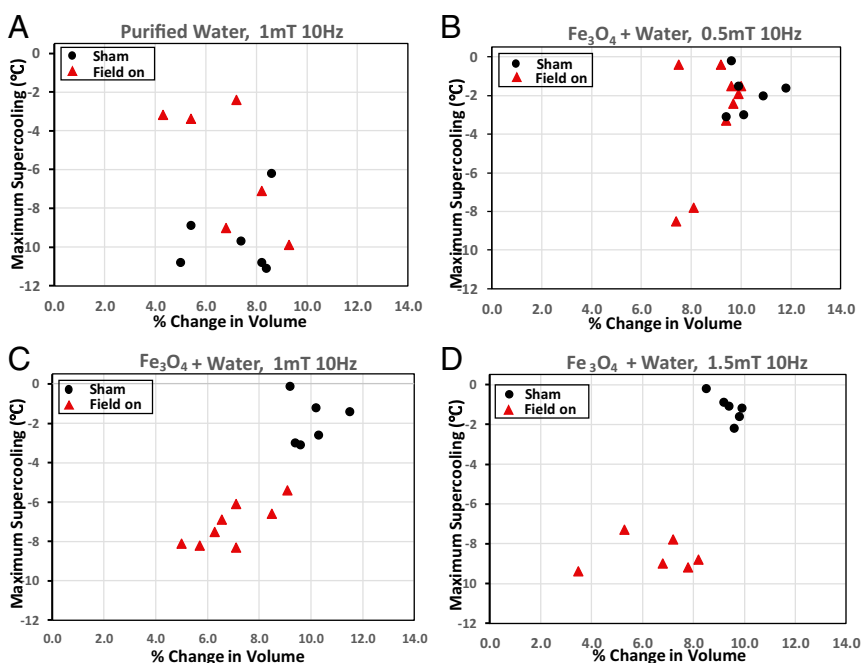 A
Purified Water, 1mT 10Hz
Sham
Field on
Maximum Supercooling (°C)
0
-2
-4
-6
-8
-10
-12
0.0 2.0 4.0 6.0 8.0 10.0 12.0 14.0
% Change in Volume
B
Fe3O4 + Water, 0.5mT 10Hz
Sham
Field on
Maximum Supercooling (°C)
0
-2
-4
-6
-8
-10
-12
0.0 2.0 4.0 6.0 8.0 10.0 12.0 14.0
% Change in Volume
C
Fe3O4 + Water, 1mT 10Hz
Sham
Field on
Maximum Supercooling (°C)
0
-2
-4
-6
-8
-10
-12
0.0 2.0 4.0 6.0 8.0 10.0 12.0 14.0
% Change in Volume
D
Fe3O4 + Water, 1.5mT 10Hz
Sham
Field on
Maximum Supercooling (°C)
0
-2
-4
-6
-8
-10
-12
0.0 2.0 4.0 6.0 8.0 10.0 12.0 14.0
% Change in Volume